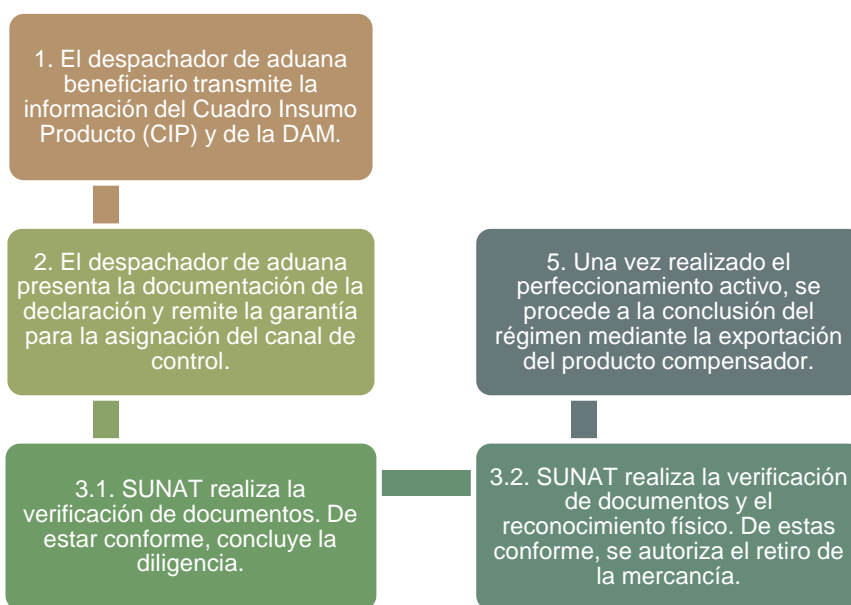 1. El despachador de aduana
beneficiario transmite la
información del Cuadro Insumo
Producto (CIP) y de la DAM.
2. El despachador de aduana
presenta la documentación de la
declaración y remite la garantía
para la asignación del canal de
control.
3.1. SUNAT realiza la
verificación de documentos. De
estar conforme, concluye la
diligencia.
3.2. SUNAT realiza la verificación
de documentos y el
reconocimiento físico. De estas
conforme, se autoriza el retiro de
la mercancía.
5. Una vez realizado el
perfeccionamiento activo, se
procede a la conclusión del
régimen mediante la exportación
del producto compensador.